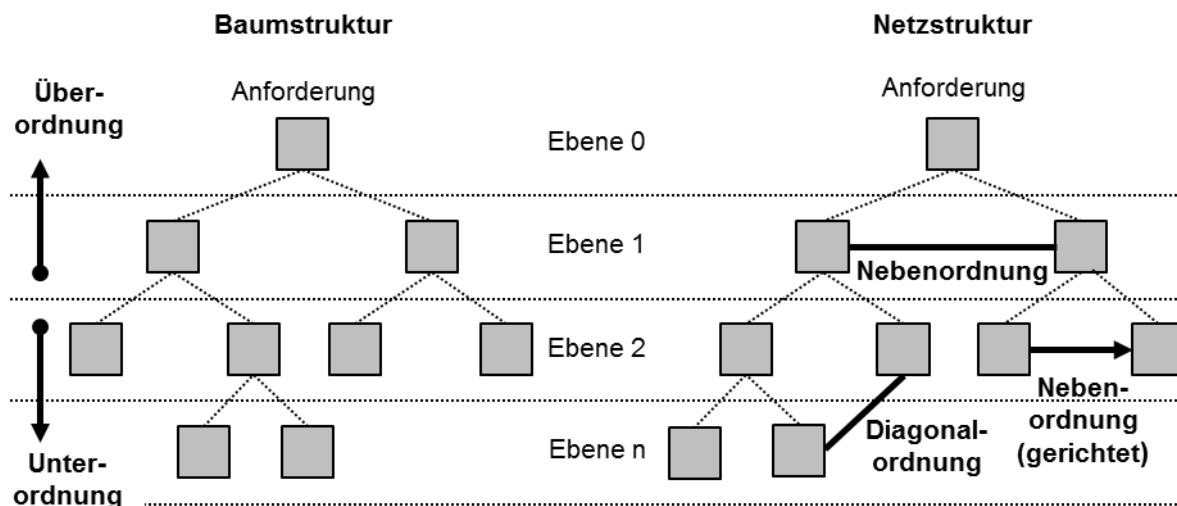 Baumstruktur
Netzstruktur
Über-
ordnung
Anforderung
Anforderung
Ebene 0
Ebene 1
Nebenordnung
Ebene 2
Neben-
ordnung
(gerichtet)
Diagonal-
ordnung
Ebene n
Unter-
ordnung